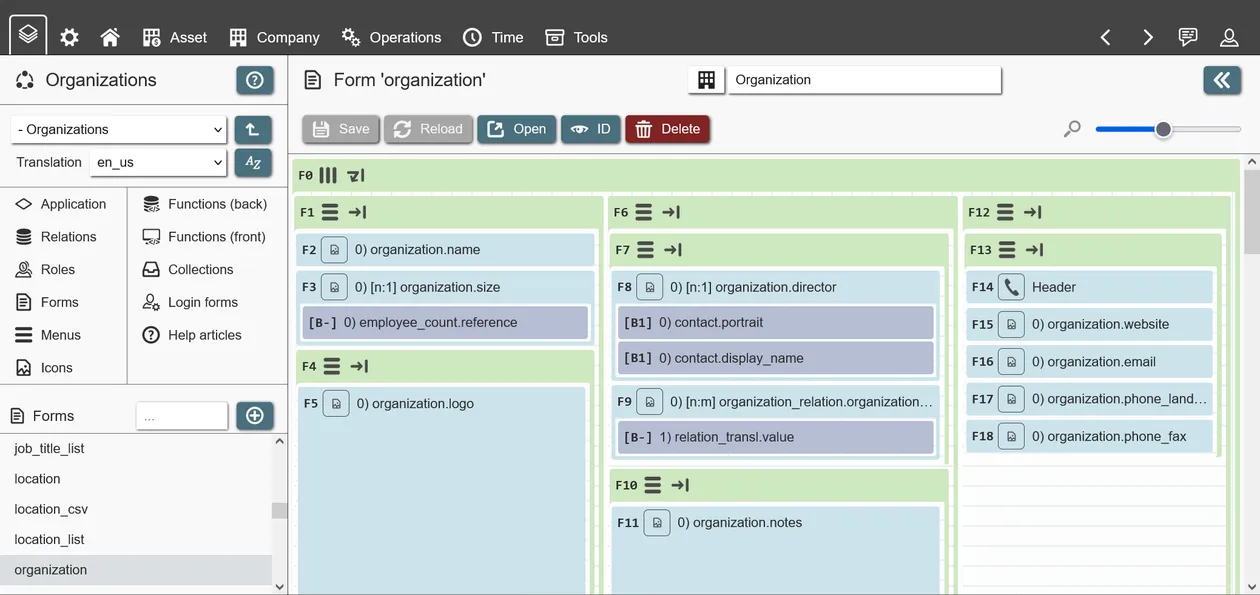 Asset
Company
Operations
Time
Tools
Organizations
- Organizations
Translation
en_us
AZ
Application
Functions (back)
Relations
Functions (front)
Roles
Collections
Forms
Login forms
Menus
Help articles
Icons
Forms
...
job_title_list
location
location_csv
location_list
organization
Form 'organization'
Organization
Save
Reload
Open
ID
Delete
F0
F1
F2 0) organization.name
F3 0) [n:1] organization.size
[B-] 0) employee_count.reference
F4
F5 0) organization.logo
F6
F7
F8 0) [n:1] organization.director
[B1] 0) contact.portrait
[B1] 0) contact.display_name
F9 0) [n:m] organization_relation.organization...
[B-] 1) relation_transl.value
F10
F11 0) organization.notes
F12
F13
F14 Header
F15 0) organization.website
F16 0) organization.email
F17 0) organization.phone_land...
F18 0) organization.phone_fax